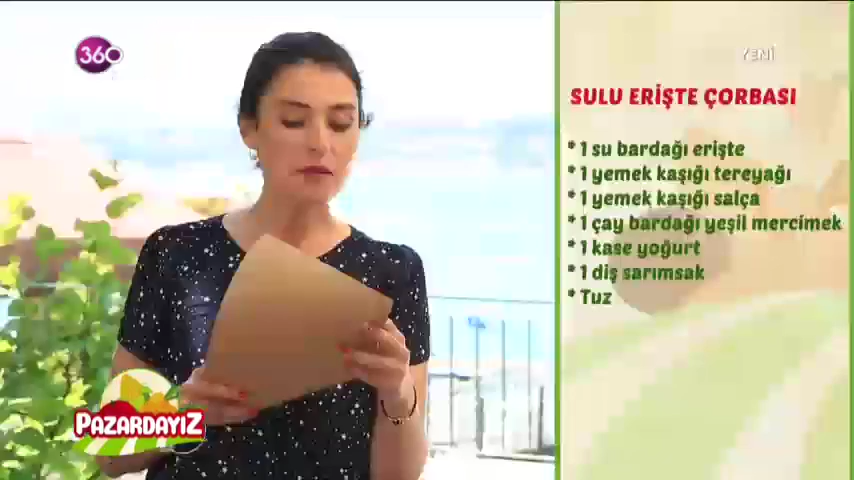 360
YENİ
SULU ERİŞTE ÇORBASI
* 1 su bardağı erişte
* 1 yemek kaşığı tereyağı
* 1 yemek kaşığı salça
* 1 çay bardağı yeşil mercimek
* 1 kase yoğurt
* 1 diş sarımsak
* Tuz
PAZARDAYIZ